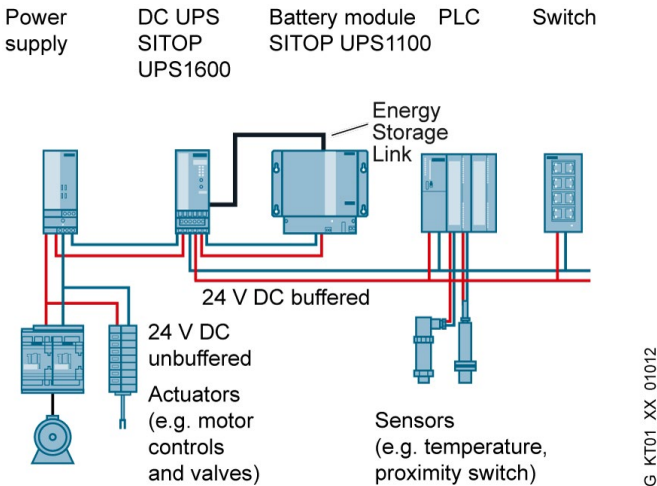 Power
supply
DC UPS
SITOP
UPS1600
Battery module
SITOP UPS1100
PLC
Switch
Energy
Storage
Link
24 V DC buffered
24 V DC
unbuffered
Actuators
(e.g. motor
controls
and valves)
Sensors
(e.g. temperature,
proximity switch)
G_KT01_XX_01012